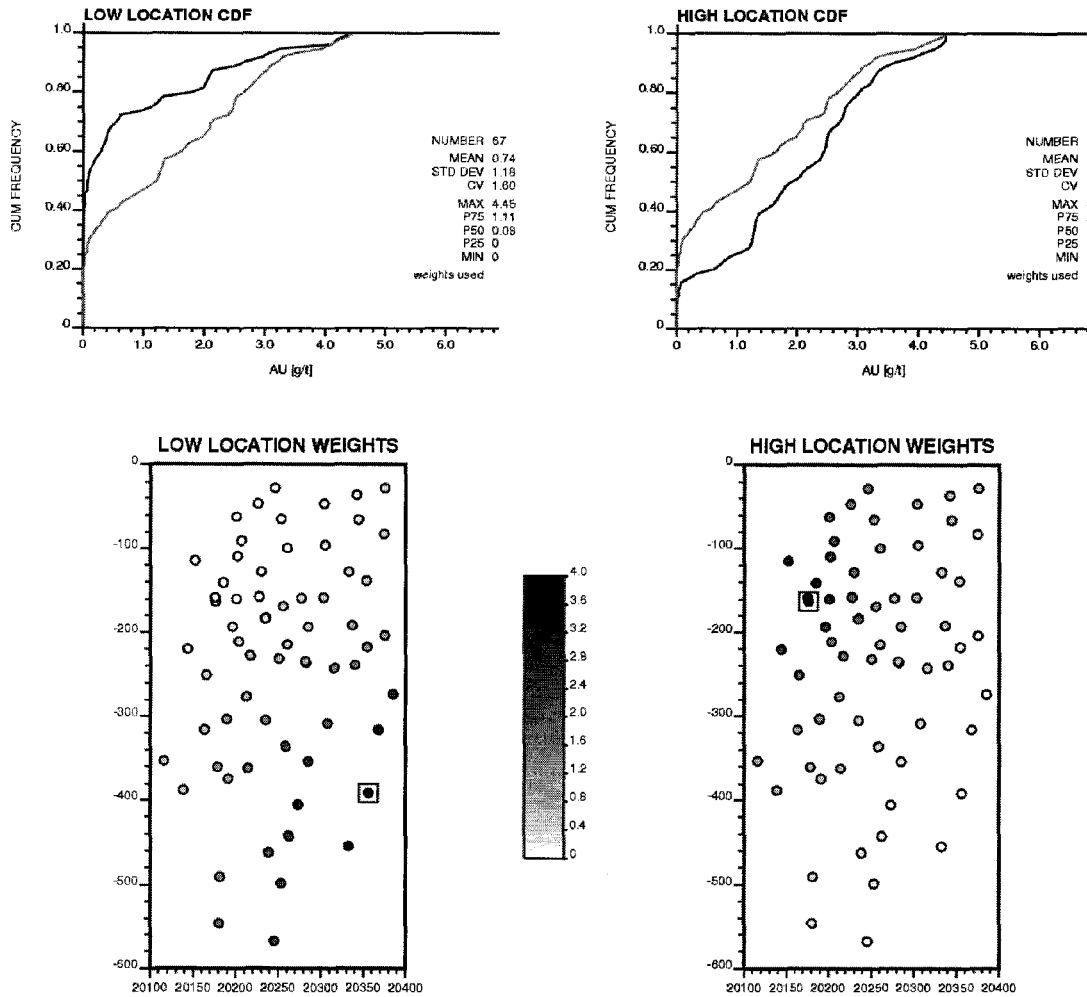 LOW LOCATION CDF
1.0
0.80
0.60
0.40
0.20
0
CUM FREQUENCY
NUMBER 67
MEAN 0.74
STD DEV 1.18
CV 1.60
MAX 4.45
P75 1.11
P50 0.08
P25 0
MIN 0
weights used
0 1.0 2.0 3.0 4.0 5.0 6.0
AU [g/t]
HIGH LOCATION CDF
1.0
0.80
0.60
0.40
0.20
0
CUM FREQUENCY
NUMBER
MEAN
STD DEV
CV
MAX
P75
P50
P25
MIN
weights used
0 1.0 2.0 3.0 4.0 5.0 6.0
AU [g/t]
LOW LOCATION WEIGHTS
0
-100
-200
-300
-400
-500
-600
20100 20150 20200 20250 20300 20350 20400
4.0
3.6
3.2
2.8
2.4
2.0
1.6
1.2
0.8
0.4
0
HIGH LOCATION WEIGHTS
0
-100
-200
-300
-400
-500
-600
20100 20150 20200 20250 20300 20350 20400